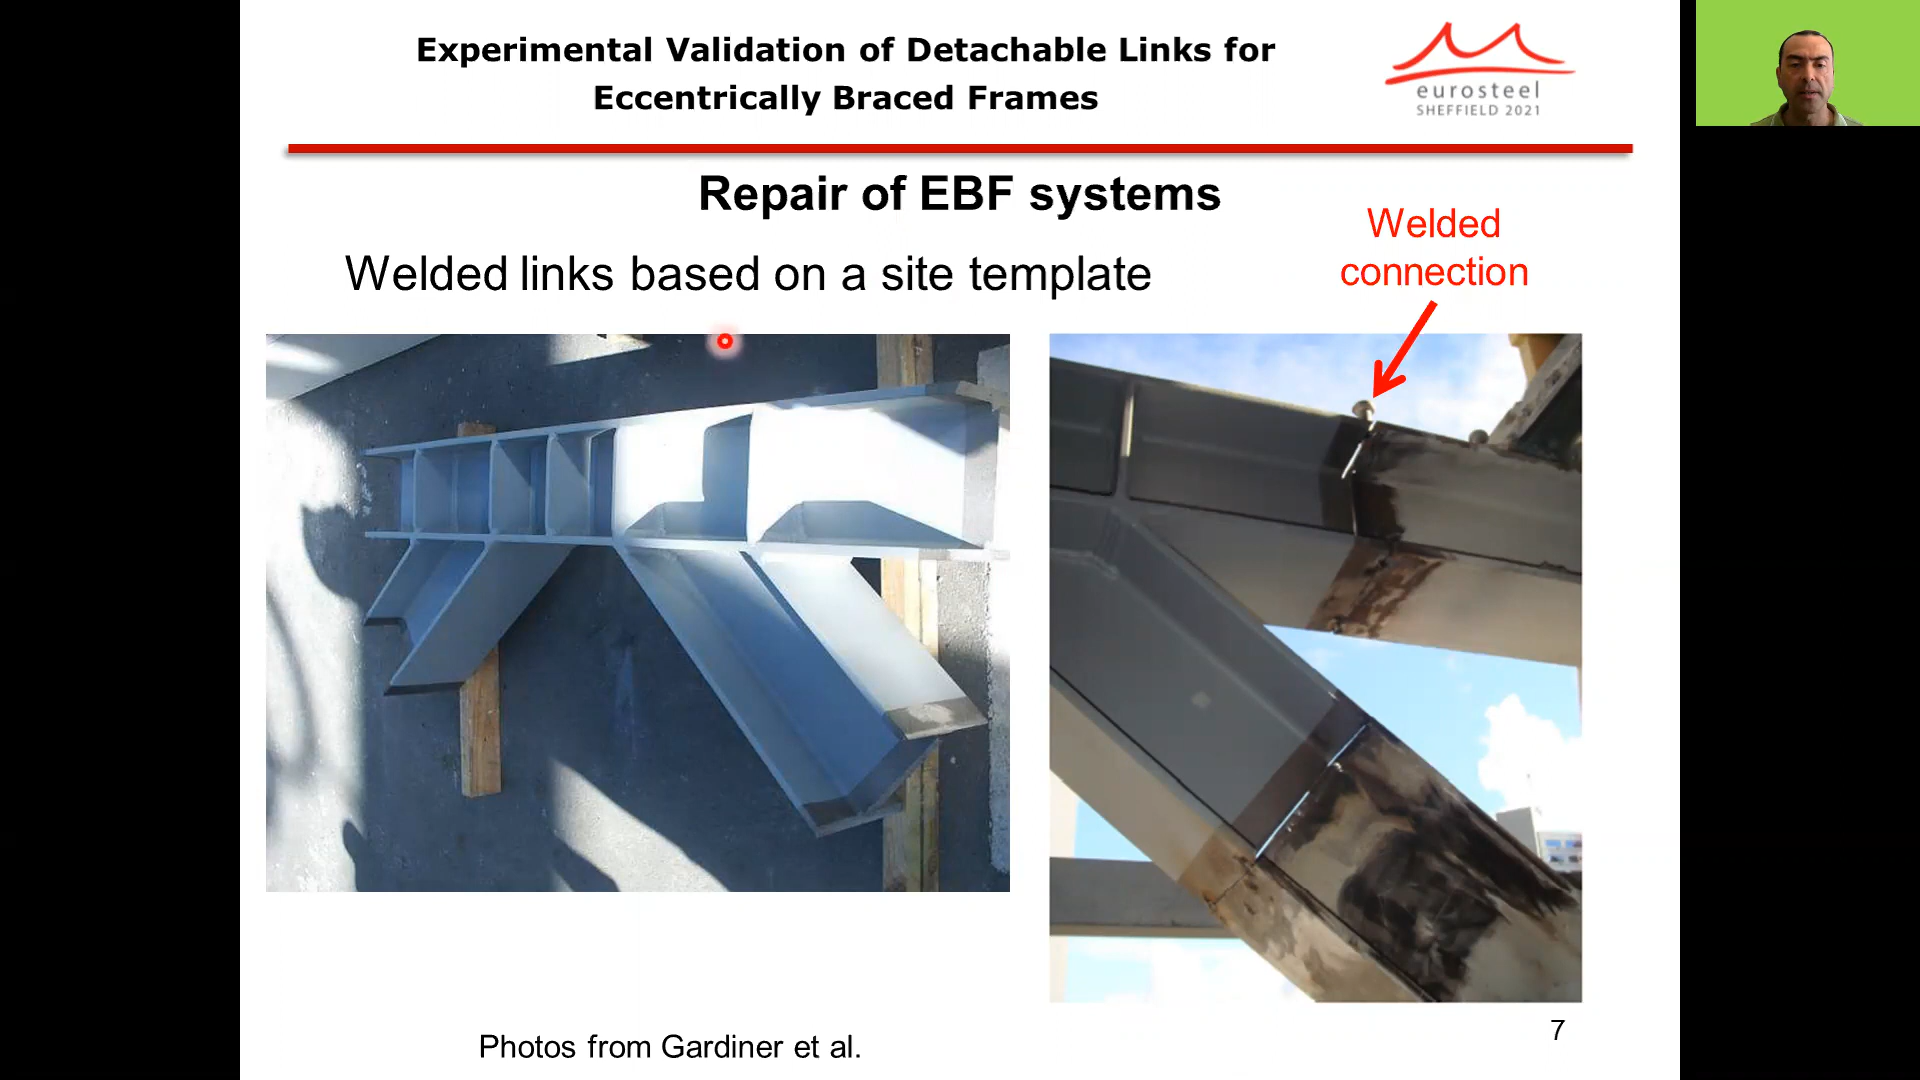 Experimental Validation of Detachable Links for
Eccentrically Braced Frames
eurosteel
SHEFFIELD 2021
Repair of EBF systems
Welded links based on a site template
Welded
connection
Photos from Gardiner et al.
7